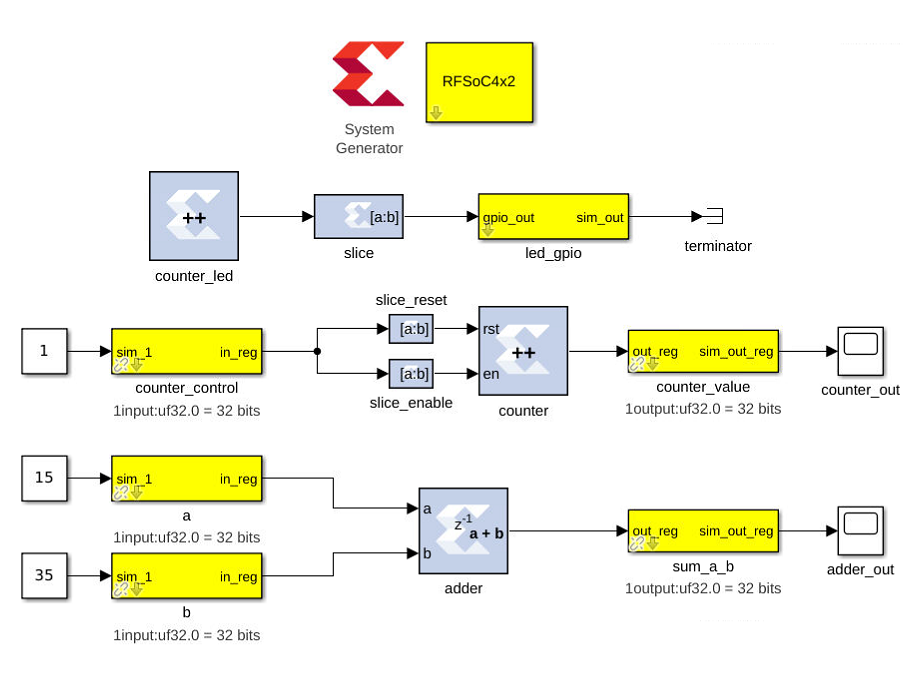 RFSoC4x2
System
Generator
++
counter_led
[a:b]
slice
gpio_out sim_out
led_gpio
terminator
slice_reset
1
sim_1 in_reg
counter_control
1input:uf32.0 = 32 bits
[a:b]
[a:b]
slice_enable
rst
++
en
counter
out_reg sim_out_reg
counter_value
1output:uf32.0 = 32 bits
counter_out
15
sim_1 in_reg
a
1input:uf32.0 = 32 bits
35
sim_1 in_reg
b
1input:uf32.0 = 32 bits
a
z-1
a + b
b
adder
out_reg sim_out_reg
sum_a_b
1output:uf32.0 = 32 bits
adder_out